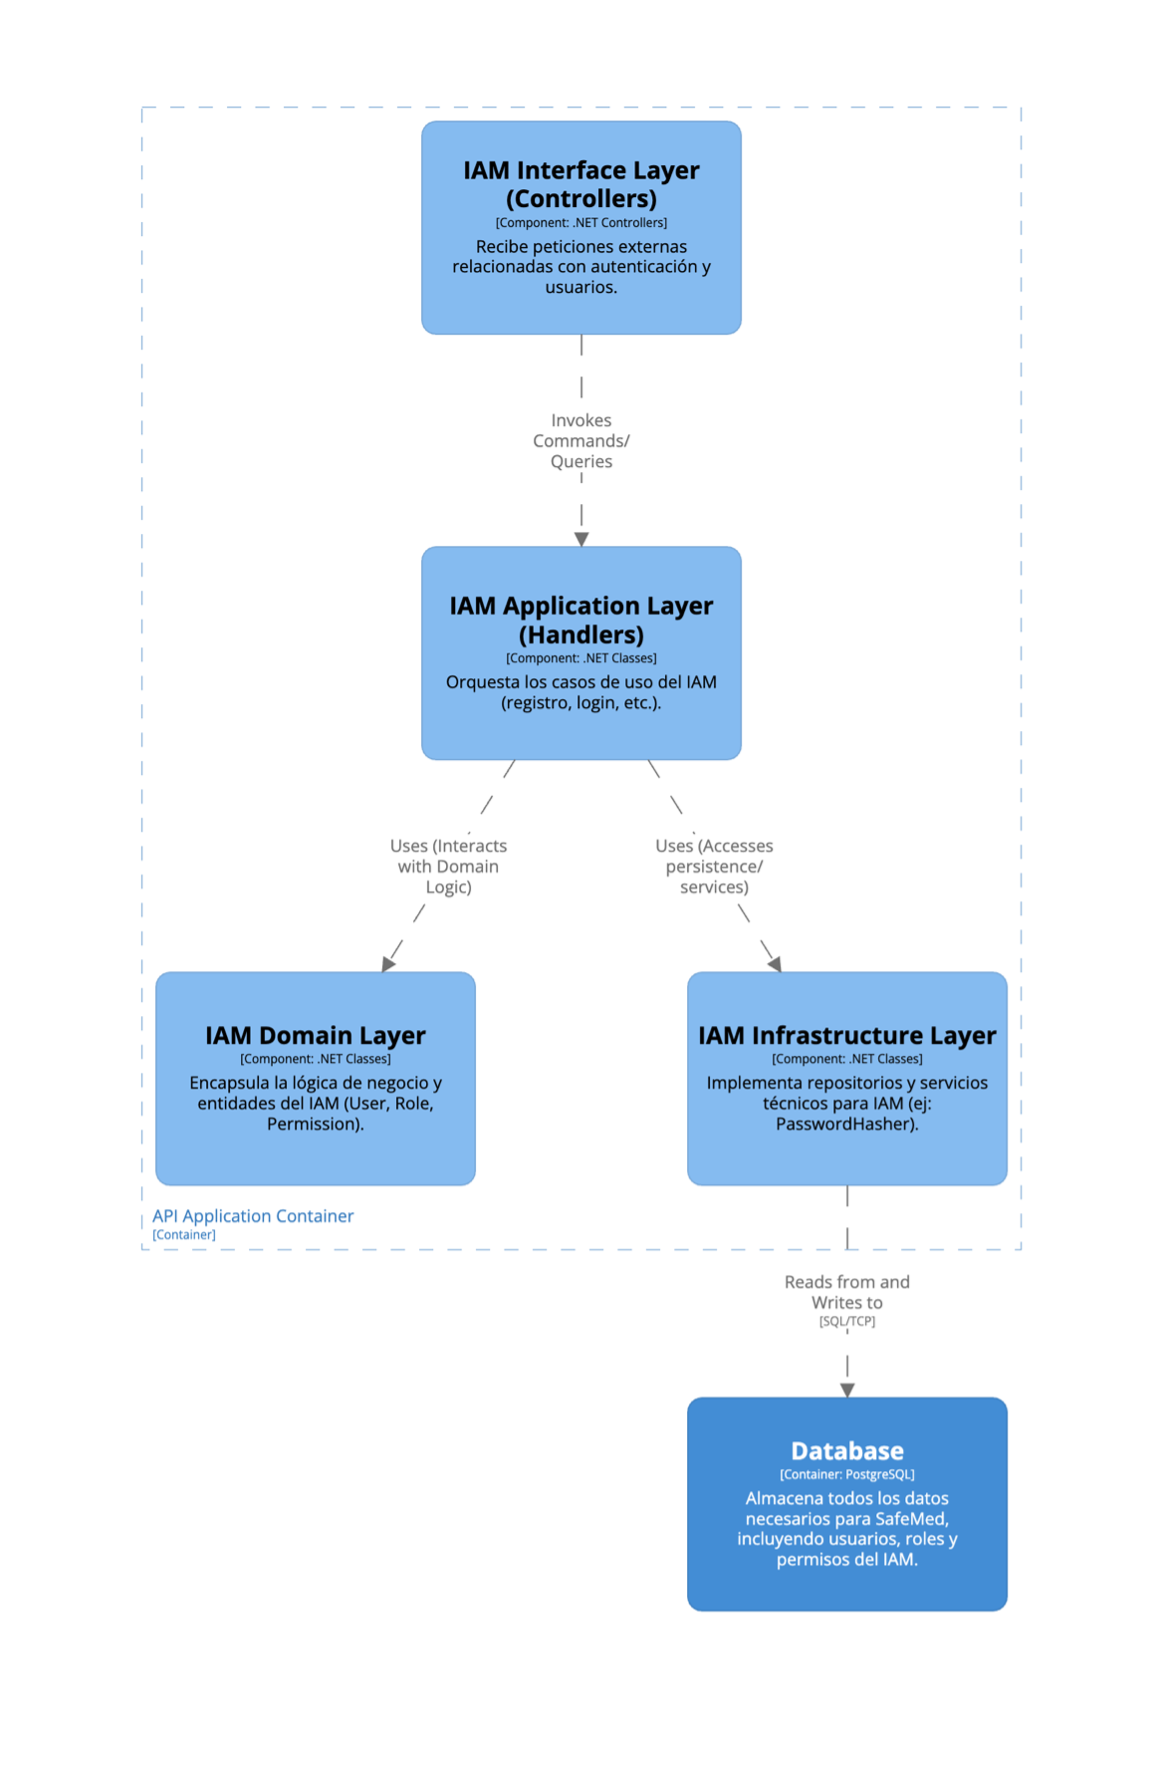 IAM Interface Layer
(Controllers)
[Component: .NET Controllers]
Recibe peticiones externas
relacionadas con autenticación y
usuarios.
Invokes
Commands/
Queries
IAM Application Layer
(Handlers)
[Component: .NET Classes]
Orquesta los casos de uso del IAM
(registro, login, etc.).
Uses (Interacts
with Domain
Logic)
Uses (Accesses
persistence/
services)
IAM Domain Layer
[Component: .NET Classes]
Encapsula la lógica de negocio y
entidades del IAM (User, Role,
Permission).
IAM Infrastructure Layer
[Component: .NET Classes]
Implementa repositorios y servicios
técnicos para IAM (ej:
PasswordHasher).
API Application Container
[Container]
Reads from and
Writes to
[SQL/TCP]
Database
[Container: PostgreSQL]
Almacena todos los datos
necesarios para SafeMed,
incluyendo usuarios, roles y
permisos del IAM.